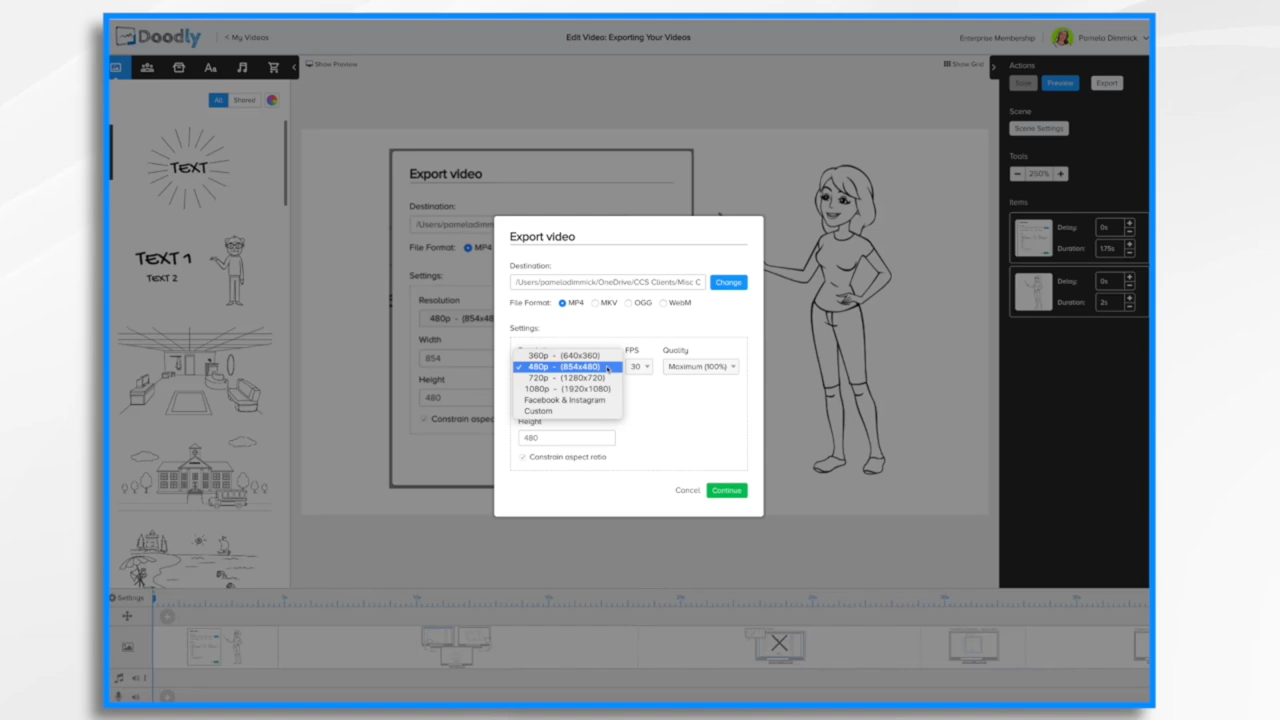 Doodly
< My Videos
Edit Video: Exporting Your Videos
Enterprise Membership
Pamela Dimmick
Show Preview
Show Grid
Actions
Save Preview Export
All Shared
Scene
Scene Settings
Tools
250%
Items
Delay: 0s
Duration: 1.75s
Delay: 0s
Duration: 2s
TEXT
TEXT 1
TEXT 2
Export video
Destination:
/Users/pameladimm
File Format: MP4
Settings:
Resolution
480p - (854x48
Width
854
Height
480
Constrain aspec
Export video
Destination:
/Users/pameladimmick/OneDrive/CCS Clients/Misc C
Change
File Format: MP4 MKV OGG WebM
Settings:
FPS
Quality
360p - (640x360)
480p - (854x480)
30
Maximum (100%)
720p - (1280x720)
1080p - (1920x1080)
Facebook & Instagram
Custom
Height
480
Constrain aspect ratio
Cancel Continue
Settings